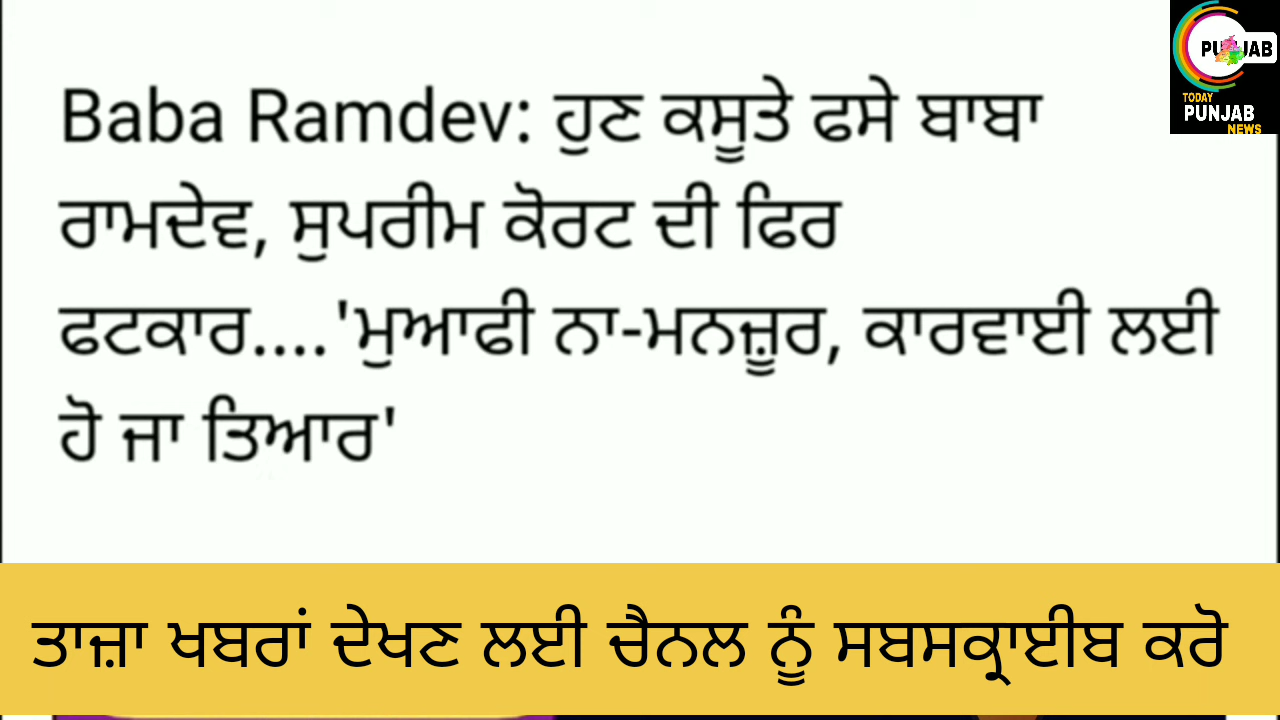 PUNJAB
TODAY
PUNJAB
NEWS
Baba Ramdev: ਹੁਣ ਕਸੂਤੇ ਫਸੇ ਬਾਬਾ
ਰਾਮਦੇਵ, ਸੁਪਰੀਮ ਕੋਰਟ ਦੀ ਫਿਰ
ਫਟਕਾਰ....'ਮੁਆਫੀ ਨਾ-ਮਨਜ਼ੂਰ, ਕਾਰਵਾਈ ਲਈ
ਹੋ ਜਾ ਤਿਆਰ'
ਤਾਜ਼ਾ ਖਬਰਾਂ ਦੇਖਣ ਲਈ ਚੈਨਲ ਨੂੰ ਸਬਸਕ੍ਰਾਈਬ ਕਰੋ